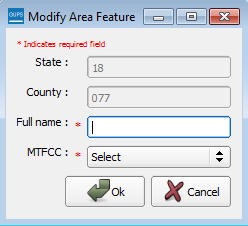 GUPS Modify Area Feature
* Indicates required field
State : 18
County : 077
Full name : *
MTFCC : * Select
Ok Cancel